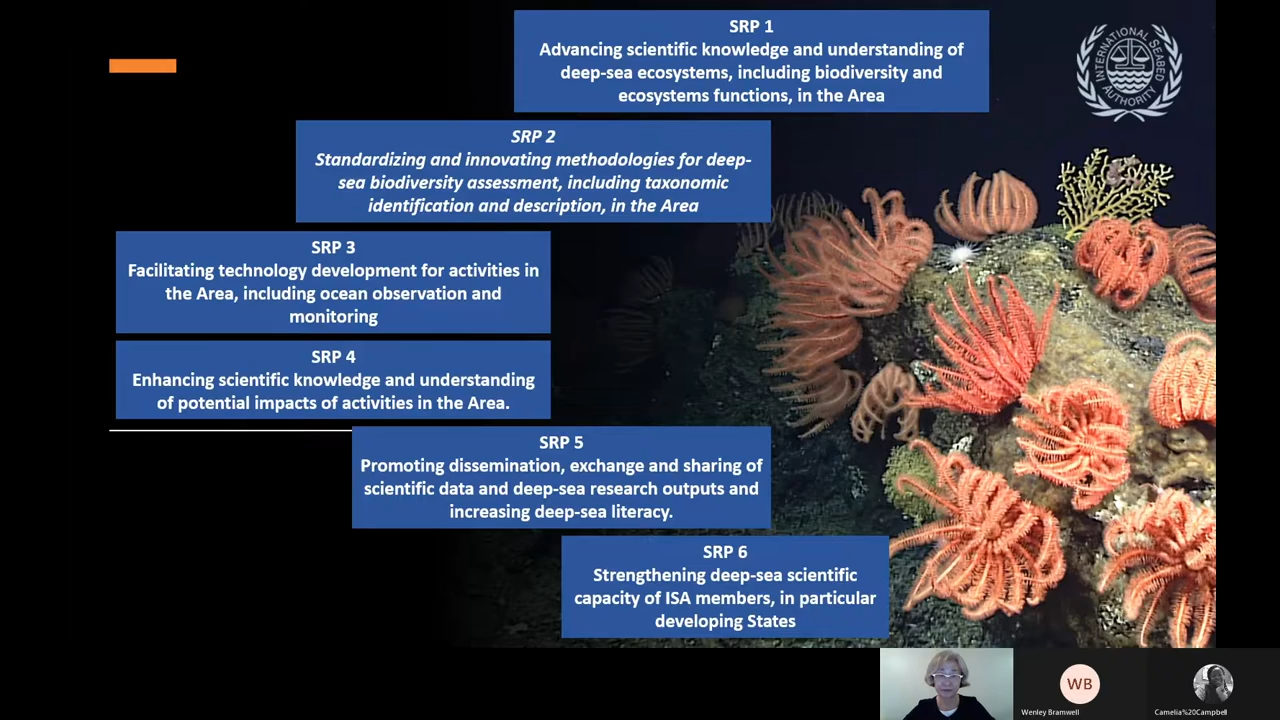 SRP 1
Advancing scientific knowledge and understanding of
deep-sea ecosystems, including biodiversity and
ecosystems functions, in the Area
INTERNATIONAL SEABED
AUTHORITY
SRP 2
Standardizing and innovating methodologies for deep-
sea biodiversity assessment, including taxonomic
identification and description, in the Area
SRP 3
Facilitating technology development for activities in
the Area, including ocean observation and
monitoring
SRP 4
Enhancing scientific knowledge and understanding
of potential impacts of activities in the Area.
SRP 5
Promoting dissemination, exchange and sharing of
scientific data and deep-sea research outputs and
increasing deep-sea literacy.
SRP 6
Strengthening deep-sea scientific
capacity of ISA members, in particular
developing States
WB
Wenley Bramwell
Camelia%20Campbell